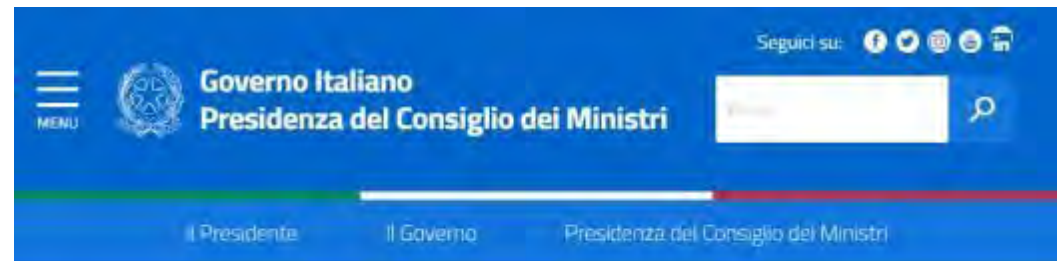 Seguici su:
MENU
Governo Italiano
Presidenza del Consiglio dei Ministri
Il Presidente
Il Governo
Presidenza del Consiglio dei Ministri